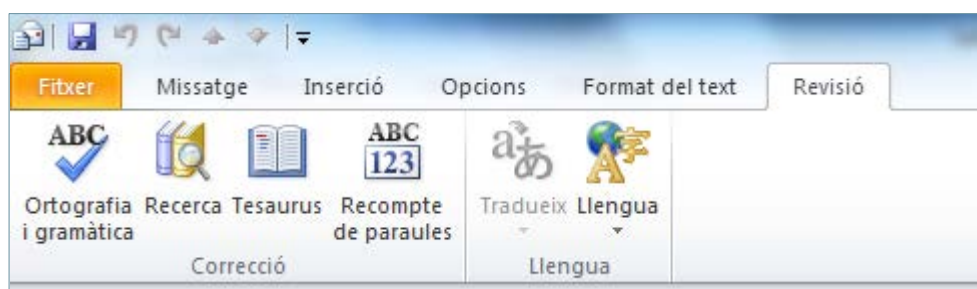 Fitxer Missatge Inserció Opcions Format del text Revisió
ABC ABC
123
Ortografia Recerca Tesaurus Recompte Tradueix Llengua
i gramàtica de paraules
Correcció Llengua